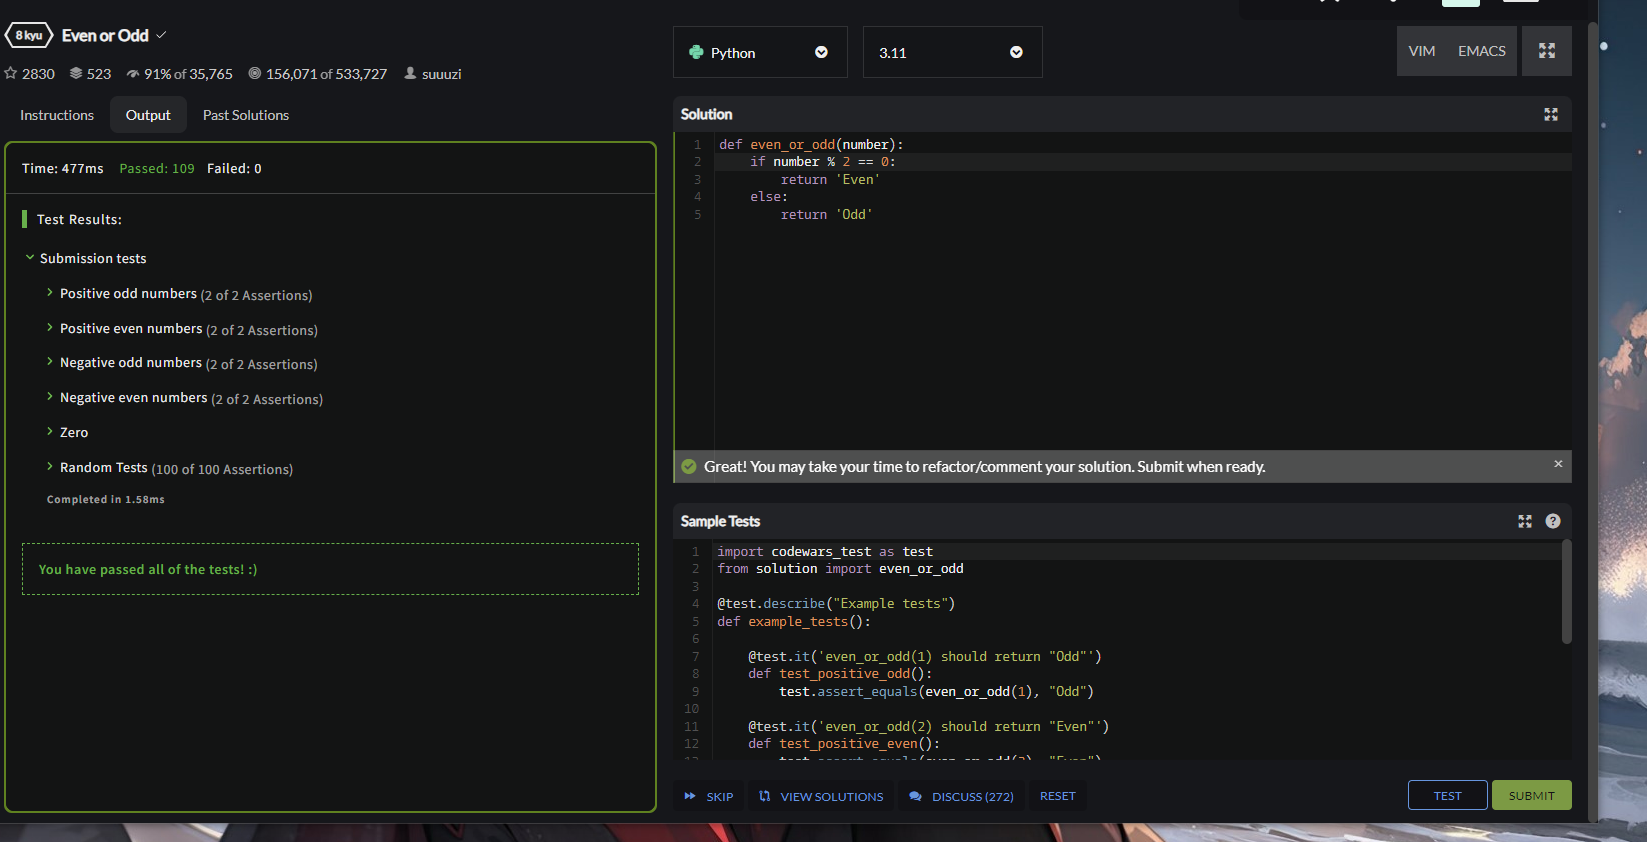 8 kyu Even or Odd
2830 523 91% of 35,765 156,071 of 533,727 suuuzi
Instructions Output Past Solutions
Time: 477ms Passed: 109 Failed: 0
Test Results:
Submission tests
Positive odd numbers (2 of 2 Assertions)
Positive even numbers (2 of 2 Assertions)
Negative odd numbers (2 of 2 Assertions)
Negative even numbers (2 of 2 Assertions)
Zero
Random Tests (100 of 100 Assertions)
Completed in 1.58ms
You have passed all of the tests! :)
Python 3.11 VIM EMACS
Solution
1 def even_or_odd(number):
2 if number % 2 == 0:
3 return 'Even'
4 else:
5 return 'Odd'
Great! You may take your time to refactor/comment your solution. Submit when ready. ×
Sample Tests ?
1 import codewars_test as test
2 from solution import even_or_odd
3
4 @test.describe("Example tests")
5 def example_tests():
6
7 @test.it('even_or_odd(1) should return "Odd"')
8 def test_positive_odd():
9 test.assert_equals(even_or_odd(1), "Odd")
10
11 @test.it('even_or_odd(2) should return "Even"')
12 def test_positive_even():
SKIP VIEW SOLUTIONS DISCUSS (272) RESET TEST SUBMIT